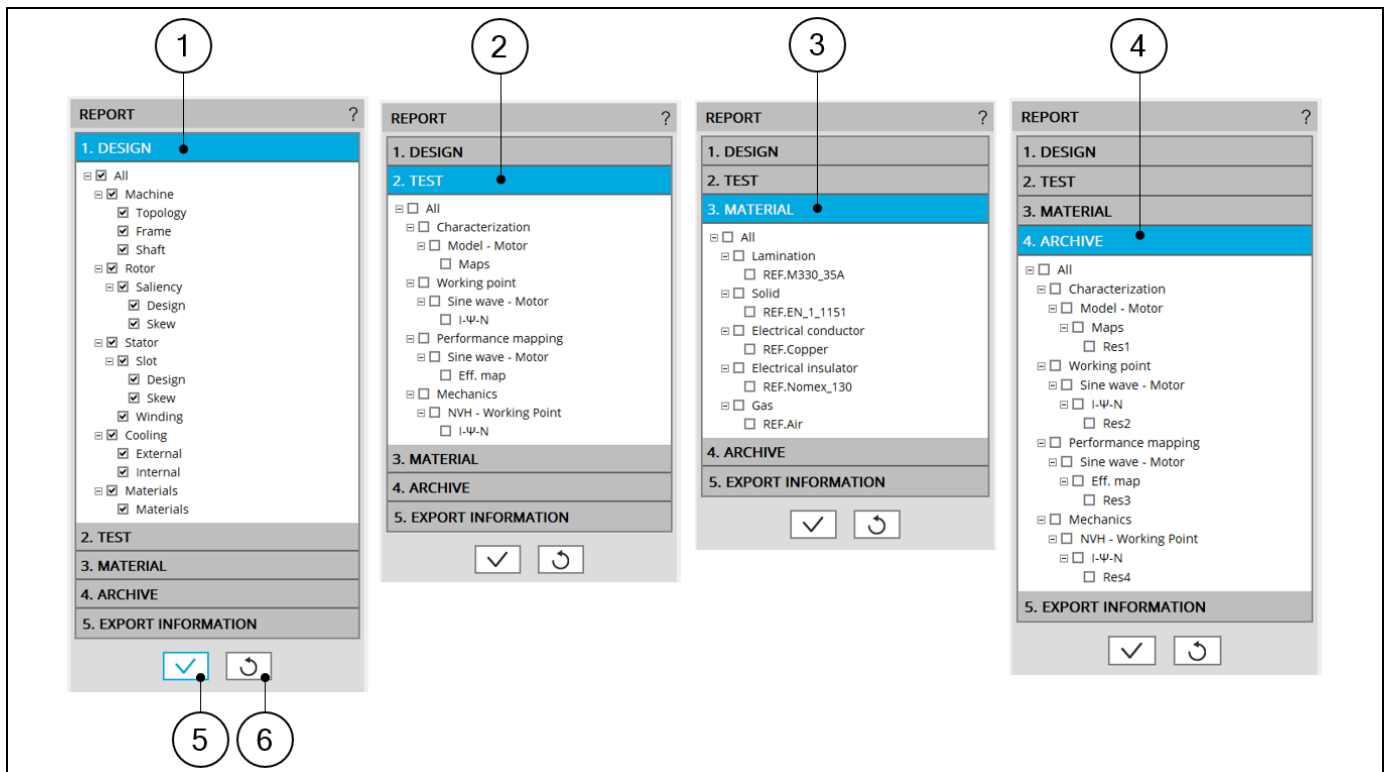 1
2
3
4
REPORT ?
1. DESIGN
All
Machine
Topology
Frame
Shaft
Rotor
Saliency
Design
Skew
Stator
Slot
Design
Skew
Winding
Cooling
External
Internal
Materials
Materials
2. TEST
3. MATERIAL
4. ARCHIVE
5. EXPORT INFORMATION
5
6
REPORT ?
1. DESIGN
2. TEST
All
Characterization
Model - Motor
Maps
Working point
Sine wave - Motor
I-Ψ-N
Performance mapping
Sine wave - Motor
Eff. map
Mechanics
NVH - Working Point
I-Ψ-N
3. MATERIAL
4. ARCHIVE
5. EXPORT INFORMATION
REPORT ?
1. DESIGN
2. TEST
3. MATERIAL
All
Lamination
REF.M330_35A
Solid
REF.EN_1_1151
Electrical conductor
REF.Copper
Electrical insulator
REF.Nomex_130
Gas
REF.Air
4. ARCHIVE
5. EXPORT INFORMATION
REPORT ?
1. DESIGN
2. TEST
3. MATERIAL
4. ARCHIVE
All
Characterization
Model - Motor
Maps
Res1
Working point
Sine wave - Motor
I-Ψ-N
Res2
Performance mapping
Sine wave - Motor
Eff. map
Res3
Mechanics
NVH - Working Point
I-Ψ-N
Res4
5. EXPORT INFORMATION